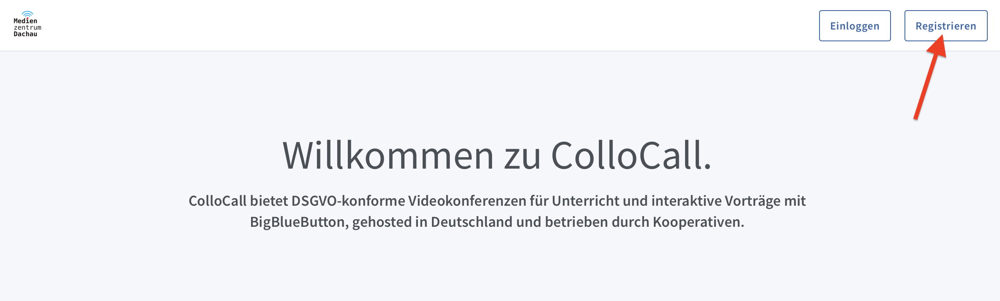 Medien
zentrum
Dachau
Einloggen
Registrieren
Willkommen zu ColloCall.
ColloCall bietet DSGVO-konforme Videokonferenzen für Unterricht und interaktive Vorträge mit
BigBlueButton, gehosted in Deutschland und betrieben durch Kooperativen.